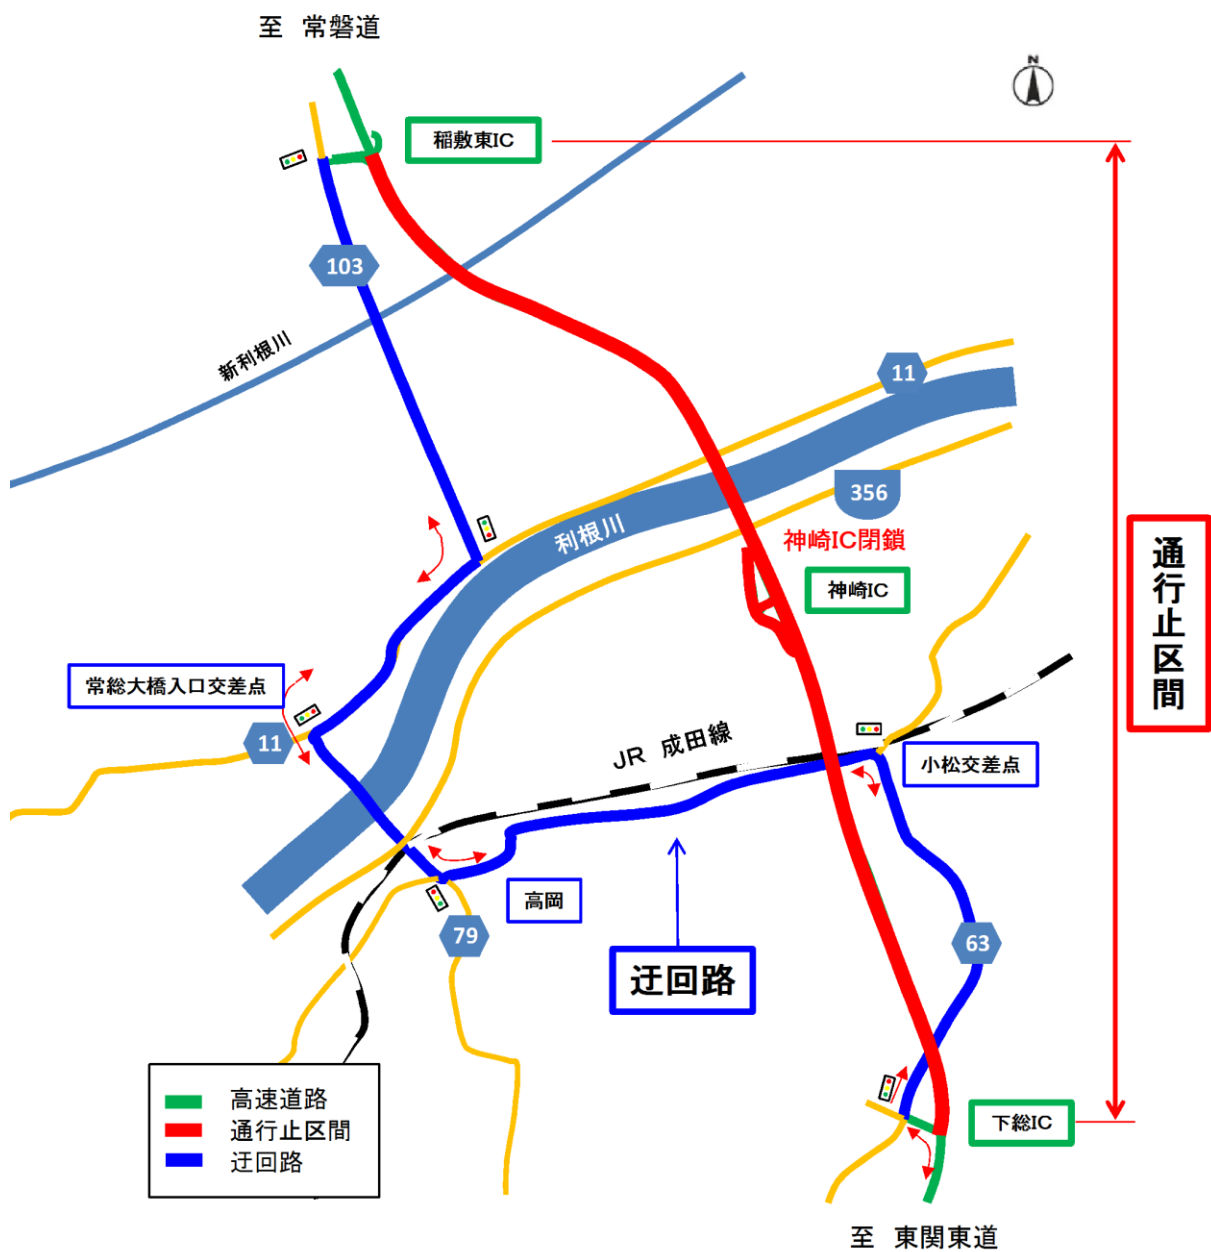 至 常磐道
N
稲敷東IC
103
新利根川
11
356
利根川
神崎IC閉鎖
神崎IC
通行止区間
常総大橋入口交差点
11
JR 成田線
小松交差点
高岡
79
63
迂回路
高速道路
通行止区間
迂回路
下総IC
至 東関東道